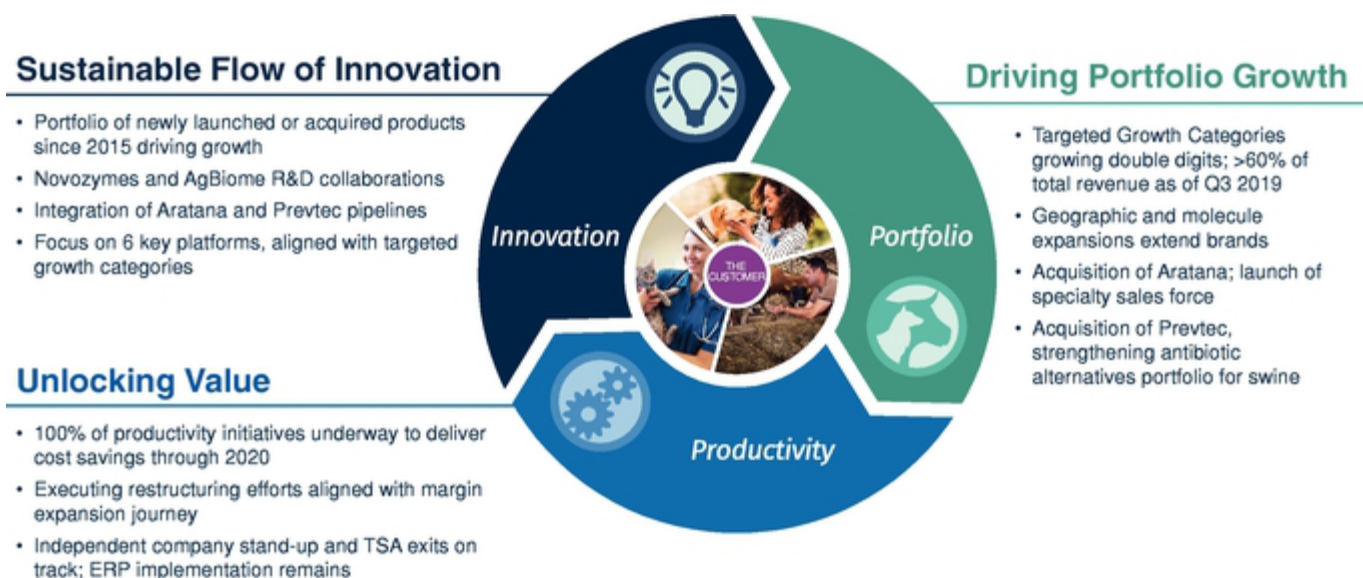 Sustainable Flow of Innovation
• Portfolio of newly launched or acquired products
since 2015 driving growth
• Novozymes and AgBiome R&D collaborations
• Integration of Aratana and Prevtec pipelines
• Focus on 6 key platforms, aligned with targeted
growth categories
Unlocking Value
• 100% of productivity initiatives underway to deliver
cost savings through 2020
• Executing restructuring efforts aligned with margin
expansion journey
• Independent company stand-up and TSA exits on
track; ERP implementation remains
Innovation
THE
CUSTOMER
Portfolio
Productivity
Driving Portfolio Growth
• Targeted Growth Categories
growing double digits; >60% of
total revenue as of Q3 2019
• Geographic and molecule
expansions extend brands
• Acquisition of Aratana; launch of
specialty sales force
• Acquisition of Prevtec,
strengthening antibiotic
alternatives portfolio for swine